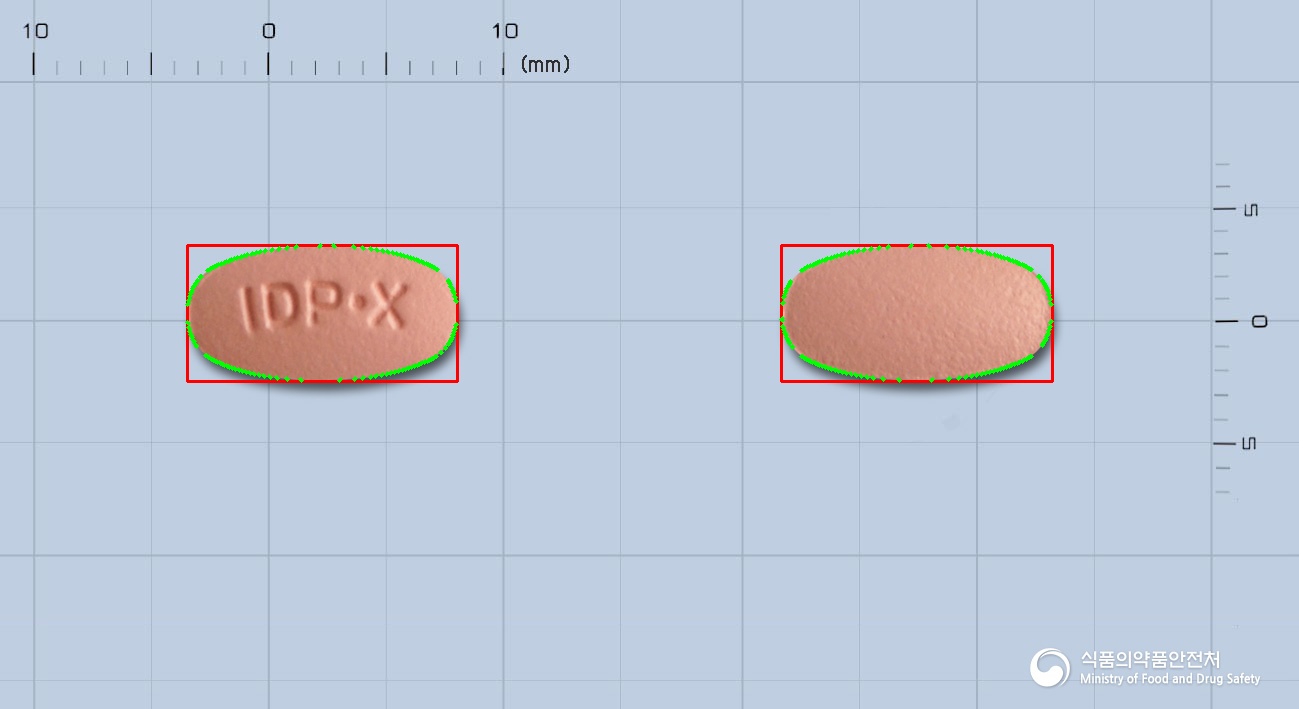 10 0 10
(mm)
IDP·X
5
0
5
식품의약품안전처
Ministry of Food and Drug Safety